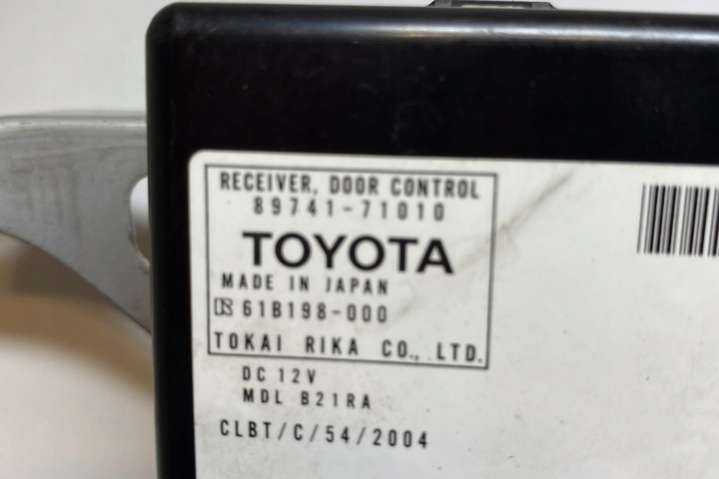 RECEIVER, DOOR CONTROL
89741-71010
TOYOTA
MADE IN JAPAN
61B198-000
TOKAI RIKA CO., LTD.
DC 12V
MDL B21RA
CLBT/C/54/2004